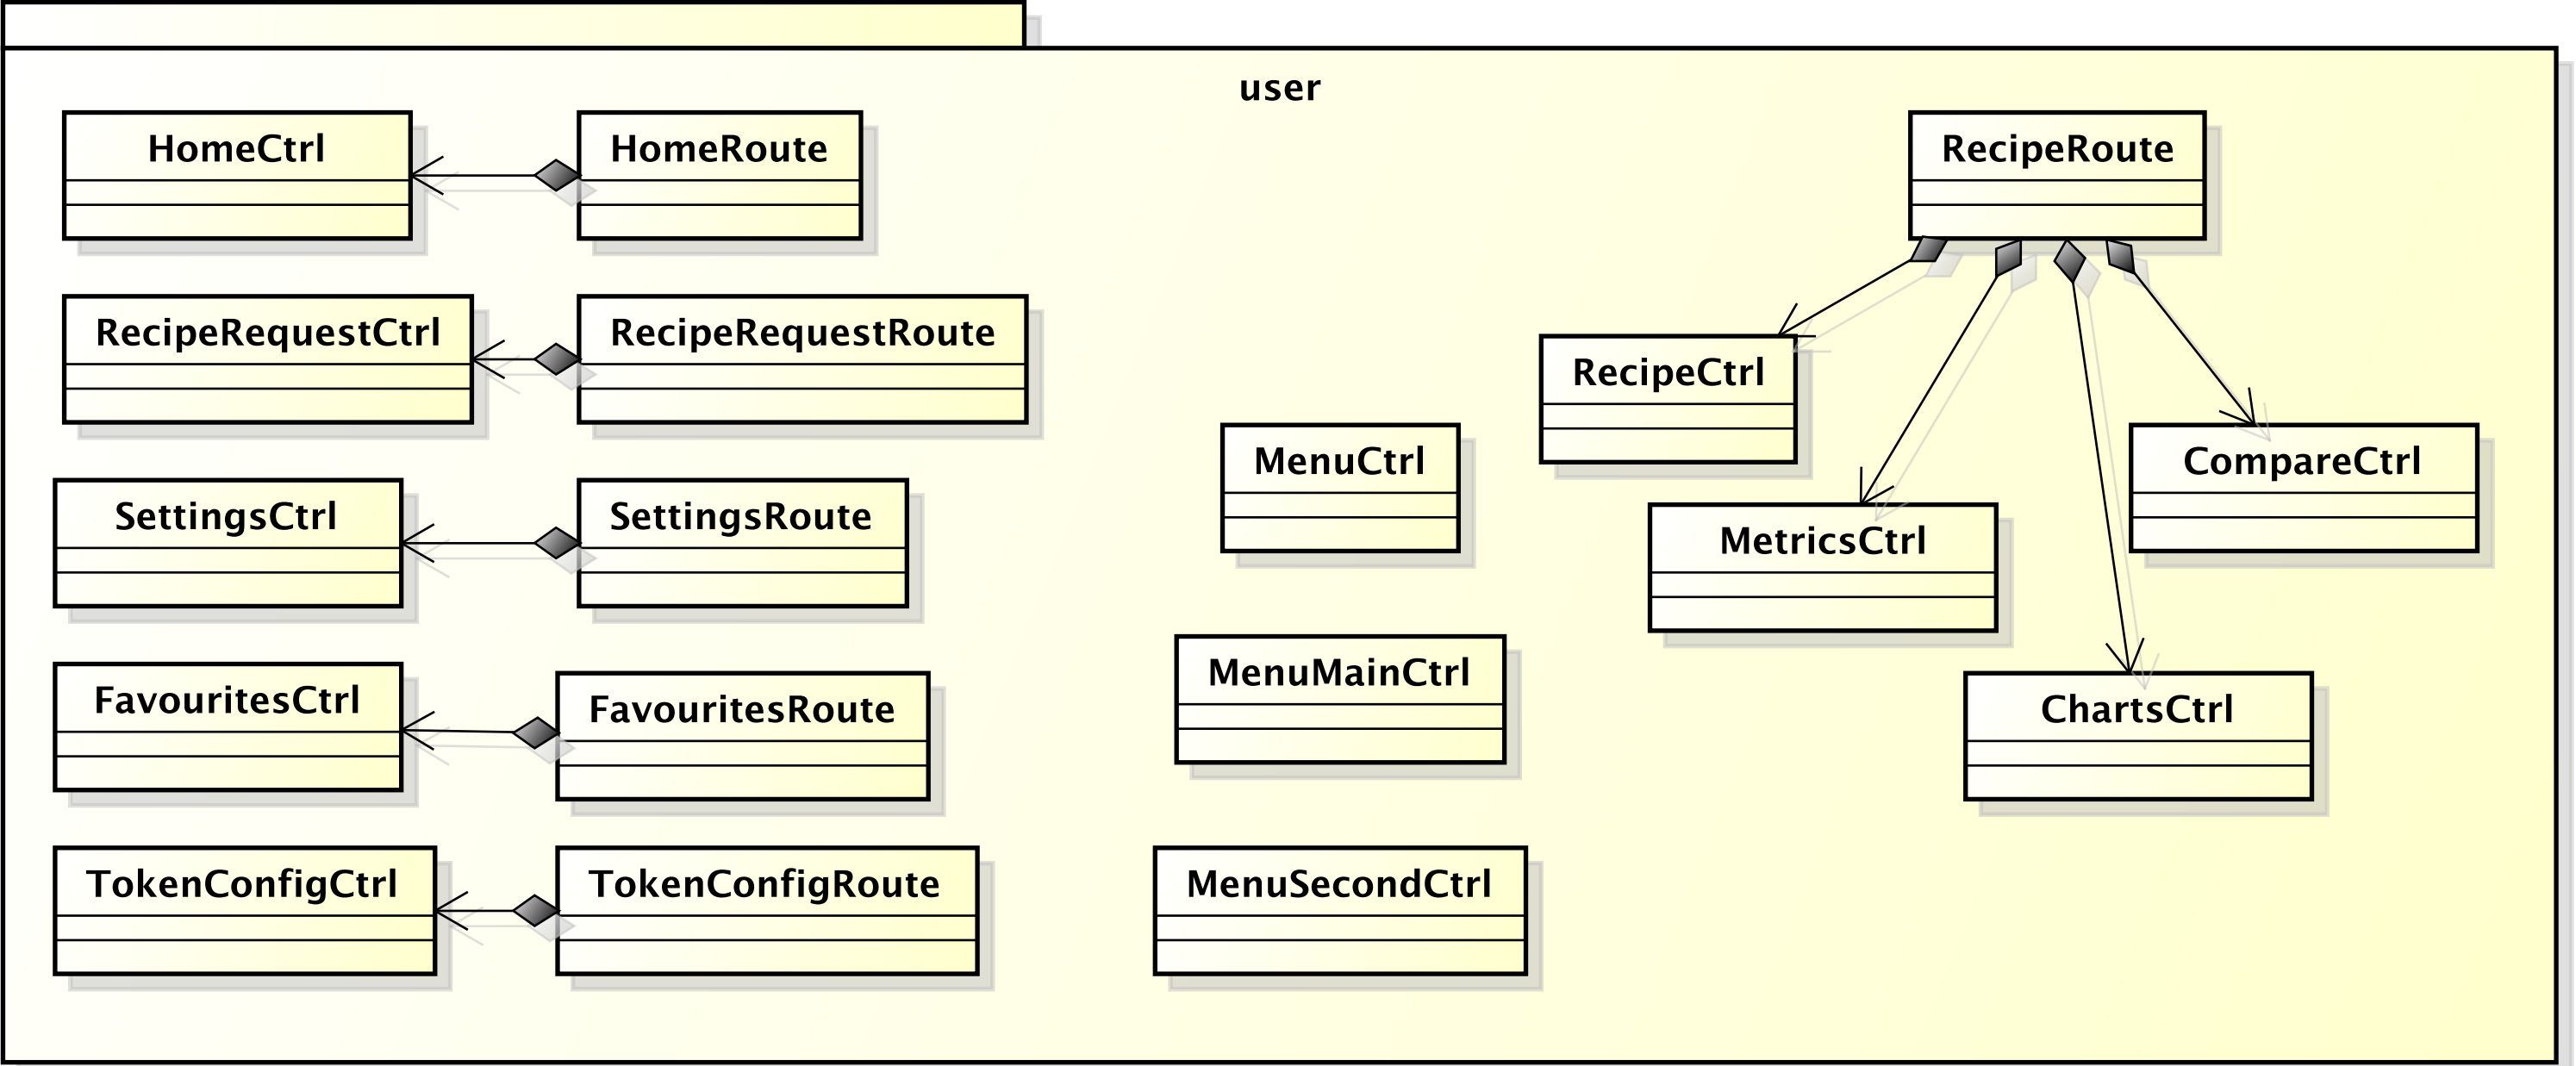 user
HomeCtrl
HomeRoute
RecipeRoute
RecipeRequestCtrl
RecipeRequestRoute
RecipeCtrl
MenuCtrl
CompareCtrl
SettingsCtrl
SettingsRoute
MetricsCtrl
MenuMainCtrl
FavouritesCtrl
FavouritesRoute
ChartsCtrl
TokenConfigCtrl
TokenConfigRoute
MenuSecondCtrl